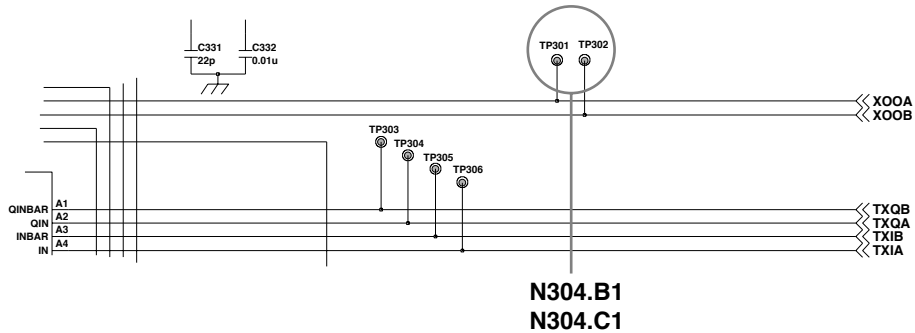 C331
22p
C332
0.01u
TP301
TP302
XOOA
XOOB
TP303
TP304
TP305
TP306
QINBAR
A1
TXQB
QIN
A2
TXQA
INBAR
A3
TXIB
IN
A4
TXIA
N304.B1
N304.C1